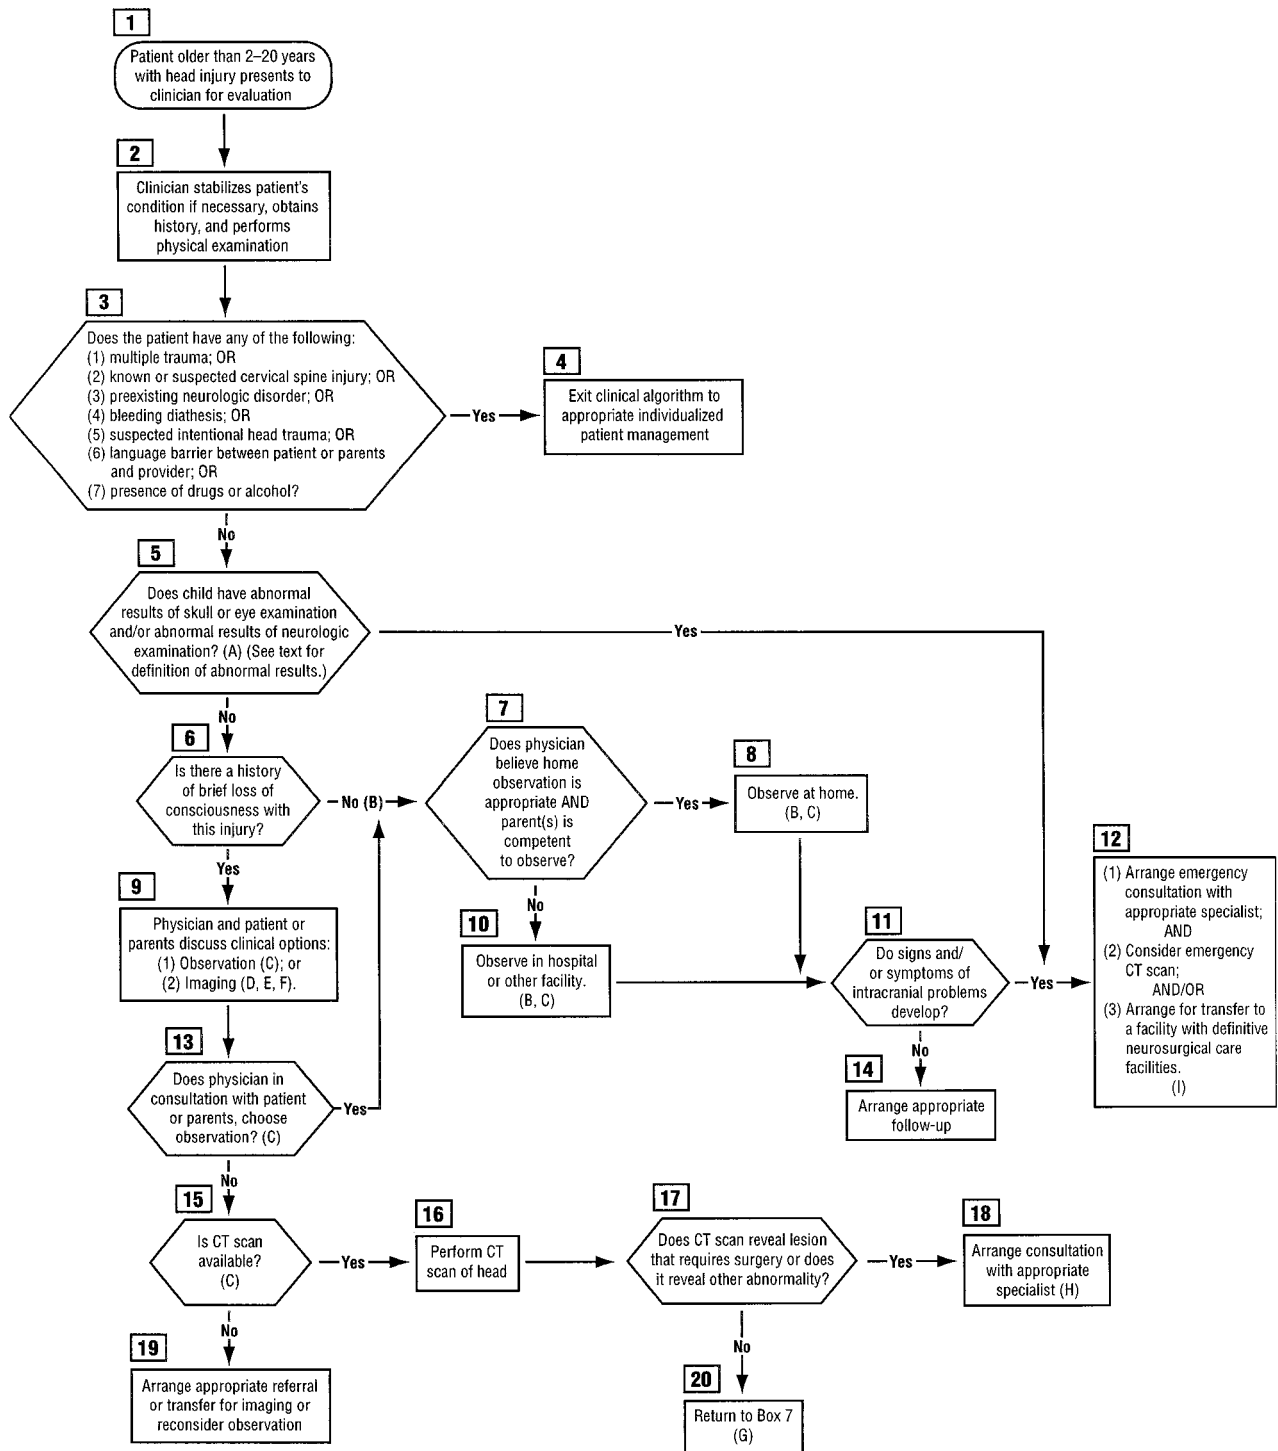 1
Patient older than 2–20 years
with head injury presents to
clinician for evaluation
2
Clinician stabilizes patient's
condition if necessary, obtains
history, and performs
physical examination
3
Does the patient have any of the following:
(1) multiple trauma; OR
(2) known or suspected cervical spine injury; OR
(3) preexisting neurologic disorder; OR
(4) bleeding diathesis; OR
(5) suspected intentional head trauma; OR
(6) language barrier between patient or parents
and provider; OR
(7) presence of drugs or alcohol?
Yes
4
Exit clinical algorithm to
appropriate individualized
patient management
No
5
Does child have abnormal
results of skull or eye examination
and/or abnormal results of neurologic
examination? (A) (See text for
definition of abnormal results.)
Yes
No
6
Is there a history
of brief loss of
consciousness with
this injury?
No (B)
7
Does physician
believe home
observation is
appropriate AND
parent(s) is
competent
to observe?
Yes
8
Observe at home.
(B, C)
Yes
9
Physician and patient or
parents discuss clinical options:
(1) Observation (C); or
(2) Imaging (D, E, F).
No
10
Observe in hospital
or other facility.
(B, C)
11
Do signs and/
or symptoms of
intracranial problems
develop?
Yes
12
(1) Arrange emergency
consultation with
appropriate specialist;
AND
(2) Consider emergency
CT scan;
AND/OR
(3) Arrange for transfer to
a facility with definitive
neurosurgical care
facilities.
(I)
13
Does physician in
consultation with patient
or parents, choose
observation? (C)
Yes
No
14
Arrange appropriate
follow-up
No
15
Is CT scan
available?
(C)
Yes
16
Perform CT
scan of head
17
Does CT scan reveal lesion
that requires surgery or does
it reveal other abnormality?
Yes
18
Arrange consultation
with appropriate
specialist (H)
No
19
Arrange appropriate referral
or transfer for imaging or
reconsider observation
No
20
Return to Box 7
(G)